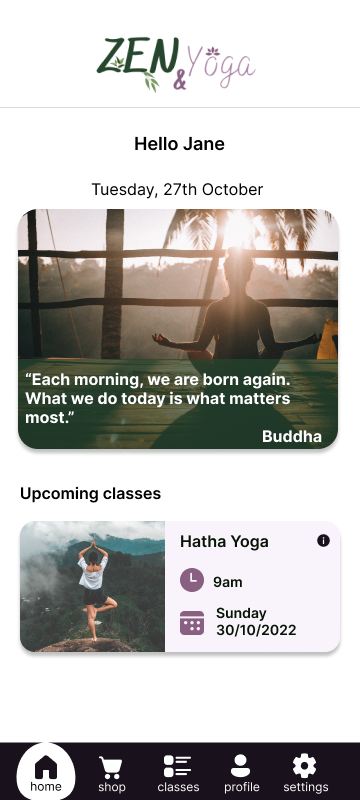 ZEN
& Yoga
Hello Jane
Tuesday, 27th October
“Each morning, we are born again.
What we do today is what matters
most.”
Buddha
Upcoming classes
Hatha Yoga
9am
Sunday
30/10/2022
home
shop
classes
profile
settings